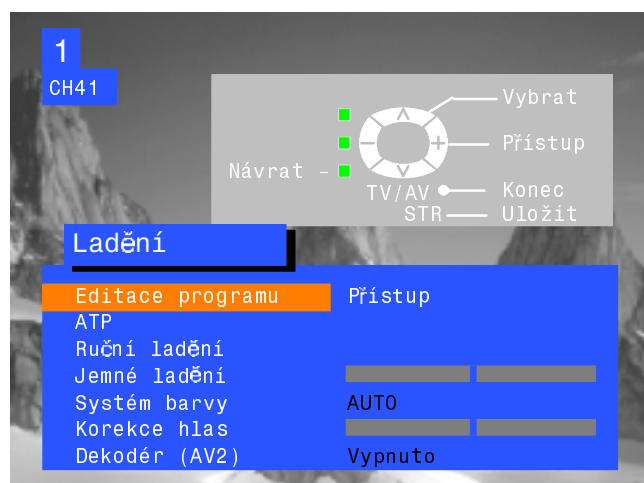 1
CH41
Vybrat
Přístup
Návrat –
TV/AV Konec
STR Uložit
Ladění
Editace programu Přístup
ATP
Ruční ladění
Jemné ladění
Systém barvy AUTO
Korekce hlas
Dekodér (AV2) Vypnuto